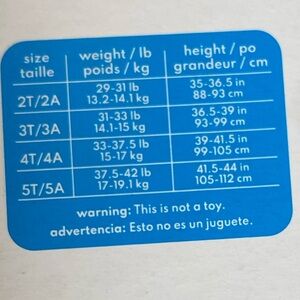 size weight / lb height / po
taille poids / kg grandeur / cm
2T/2A 29-31 lb 35-36.5 in
13.2-14.1 kg 88-93 cm
3T/3A 31-33 lb 36.5-39 in
14.1-15 kg 93-99 cm
4T/4A 33-37.5 lb 39-41.5 in
15-17 kg 99-105 cm
5T/5A 37.5-42 lb 41.5-44 in
17-19.1 kg 105-112 cm
warning: This is not a toy.
advertencia: Esto no es un juguete.